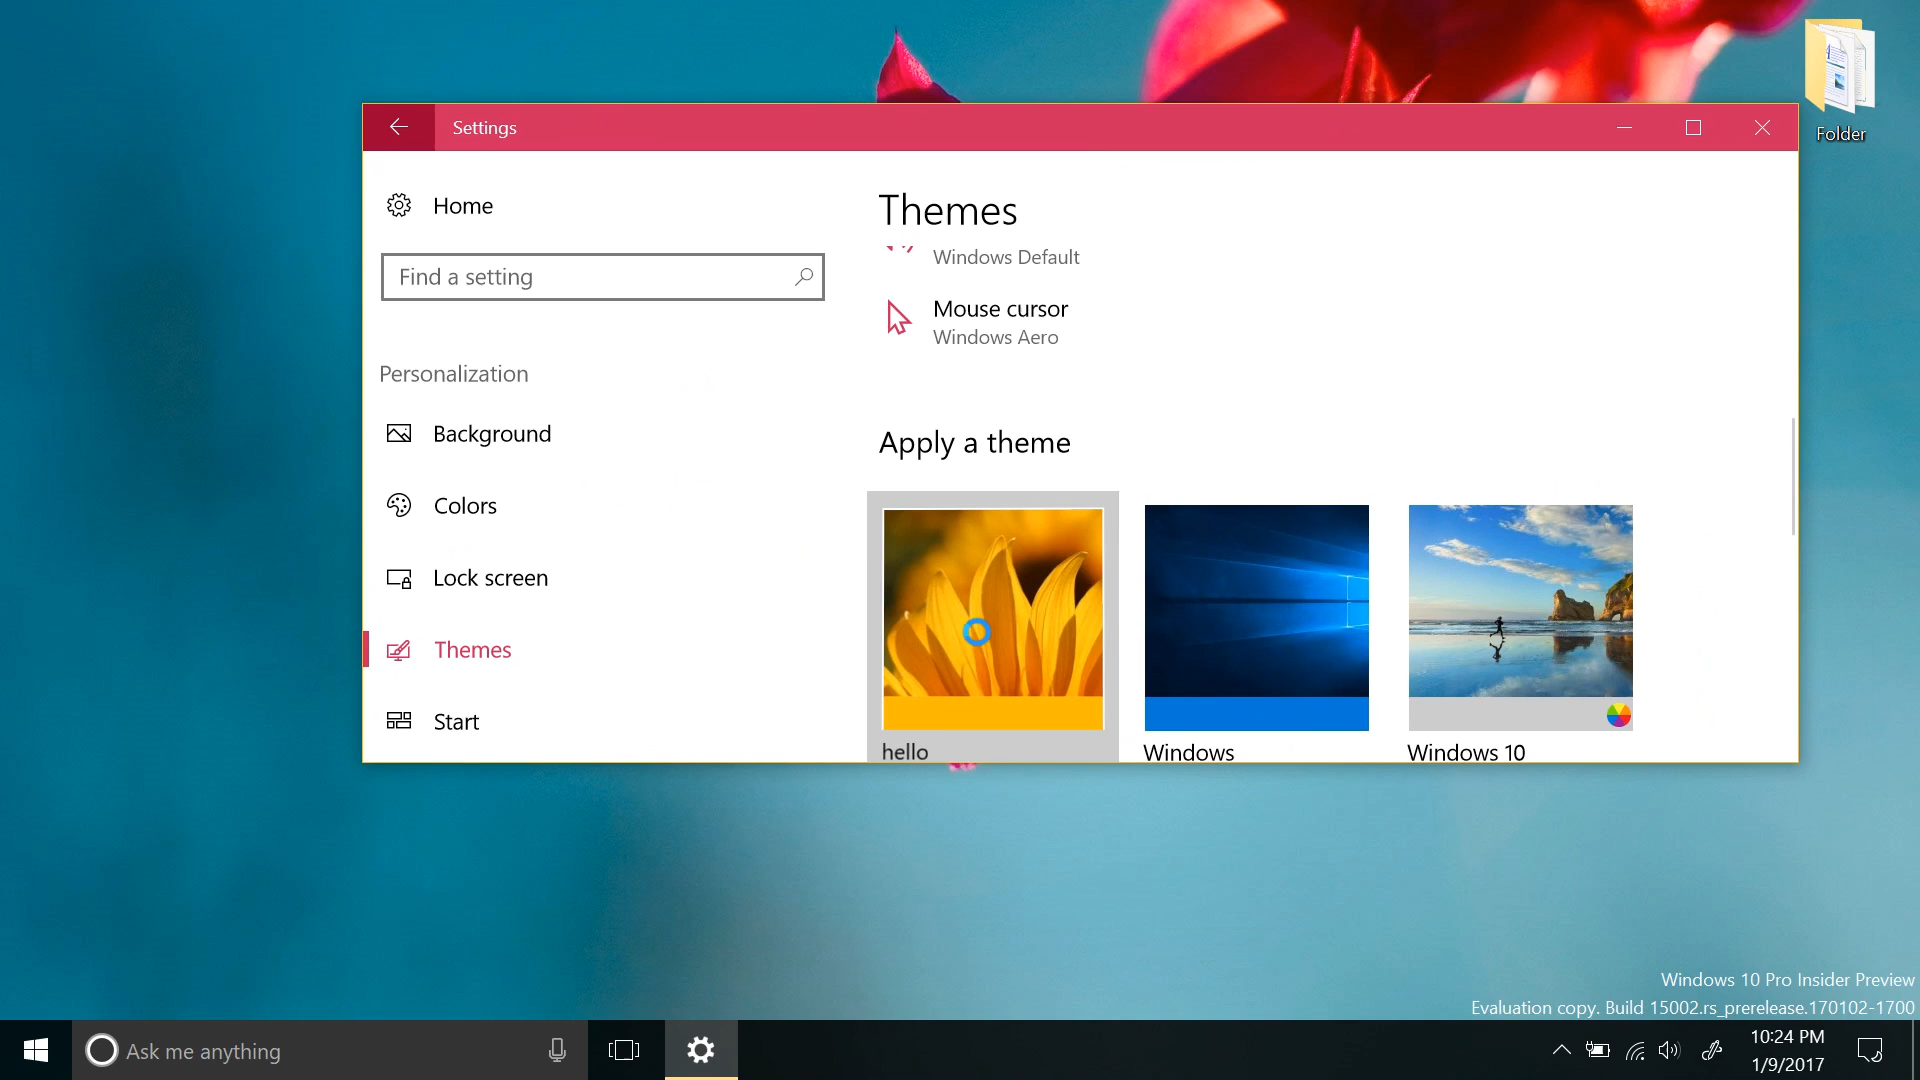 Folder
Settings
Home
Find a setting
Personalization
Background
Colors
Lock screen
Themes
Start
Themes
Windows Default
Mouse cursor
Windows Aero
Apply a theme
hello
Windows
Windows 10
Windows 10 Pro Insider Preview
Evaluation copy. Build 15002.rs_prerelease.170102-1700
Ask me anything
10:24 PM
1/9/2017